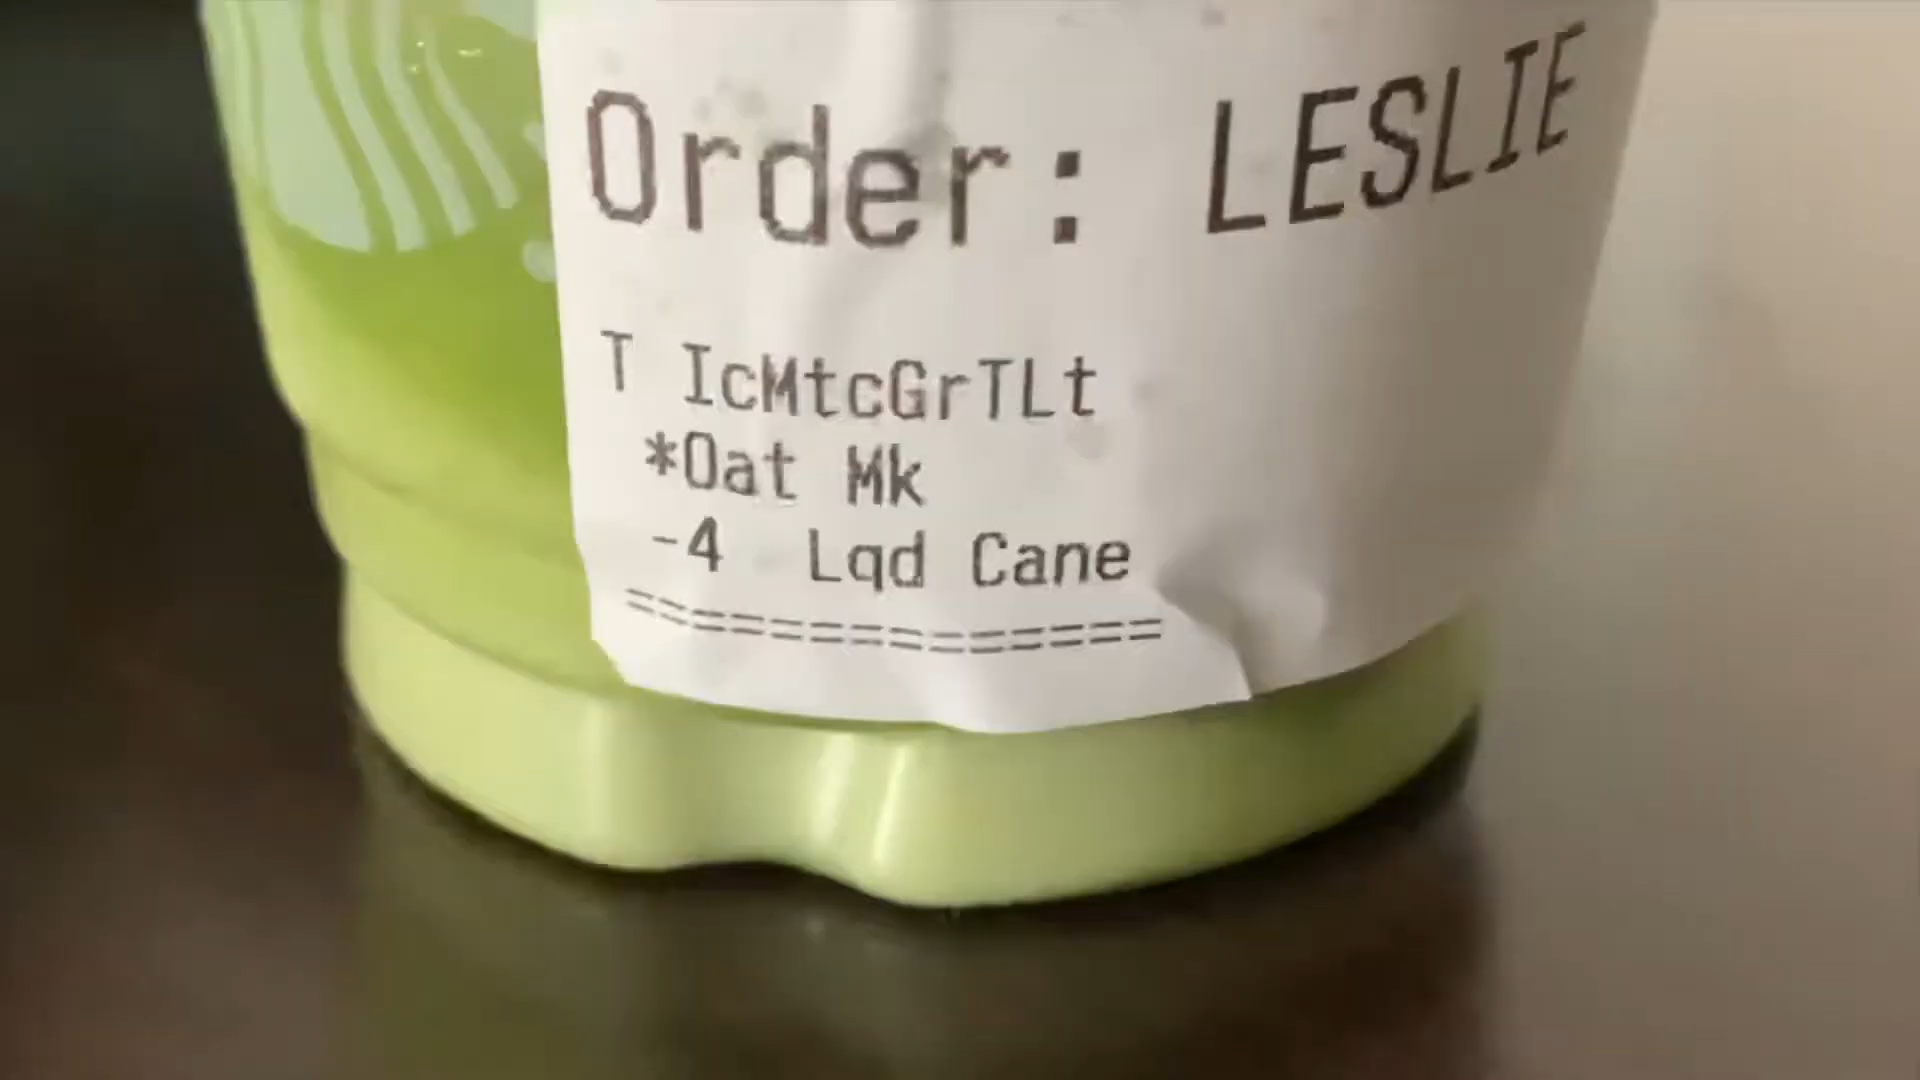 Order: LESLIE
T IcMtcGrTLt
*Oat Mk
-4 Lqd Cane
==============